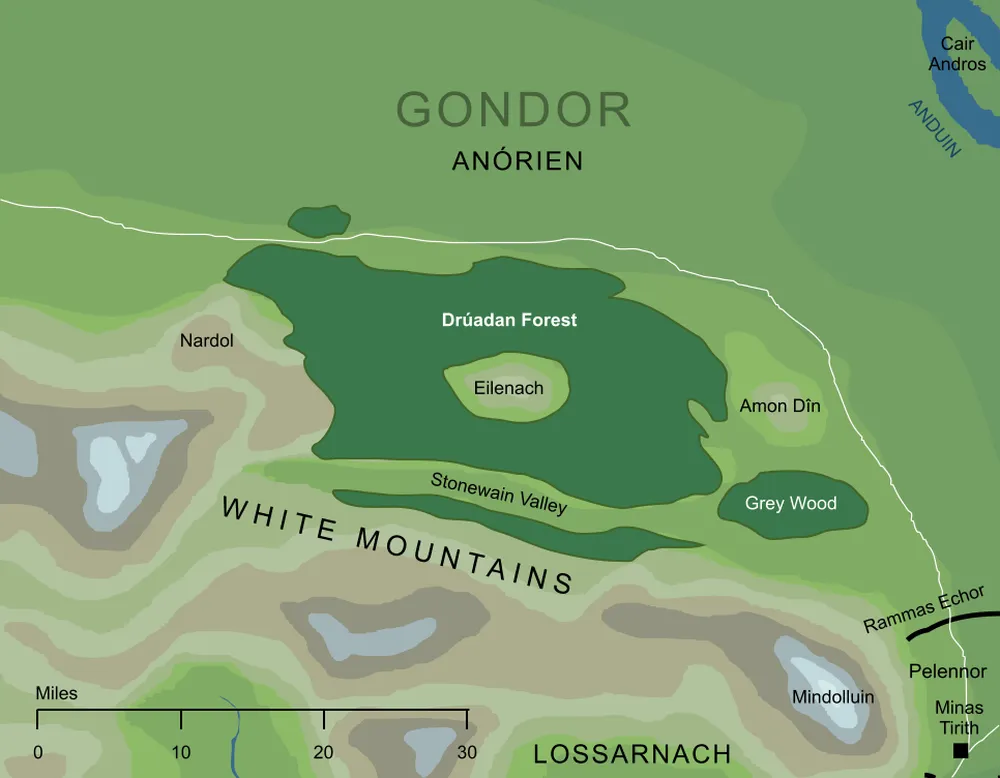 Cair
Andros
ANDUIN
GONDOR
ANÓRIEN
Drúadan Forest
Nardol
Eilenach
Amon Dîn
Stonewain Valley
Grey Wood
WHITE MOUNTAINS
Rammas Echor
Pelennor
Miles
Mindolluin
Minas
Tirith
0 10 20 30
LOSSARNACH